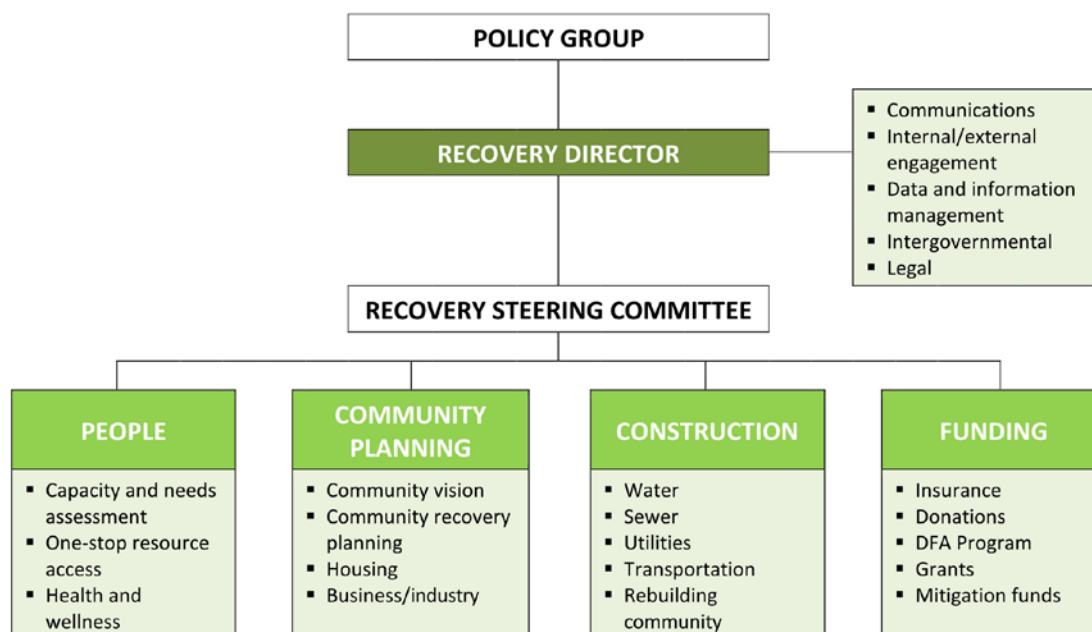 POLICY GROUP
RECOVERY DIRECTOR
▪ Communications
▪ Internal/external
engagement
▪ Data and information
management
▪ Intergovernmental
▪ Legal
RECOVERY STEERING COMMITTEE
PEOPLE
▪ Capacity and needs
assessment
▪ One-stop resource
access
▪ Health and
wellness
COMMUNITY
PLANNING
▪ Community vision
▪ Community recovery
planning
▪ Housing
▪ Business/industry
CONSTRUCTION
▪ Water
▪ Sewer
▪ Utilities
▪ Transportation
▪ Rebuilding
community
FUNDING
▪ Insurance
▪ Donations
▪ DFA Program
▪ Grants
▪ Mitigation funds